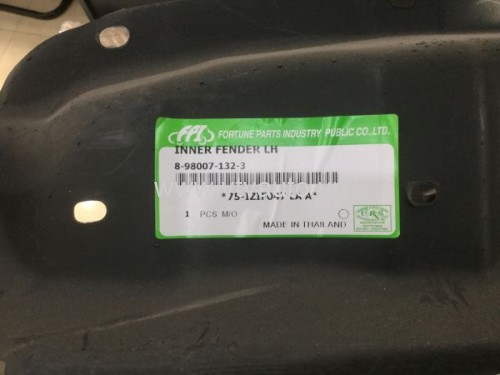 FPI FORTUNE PARTS INDUSTRY PUBLIC CO.,LTD.
INNER FENDER LH
8-98007-132-3
1 PCS M/O
MADE IN THAILAND
URS